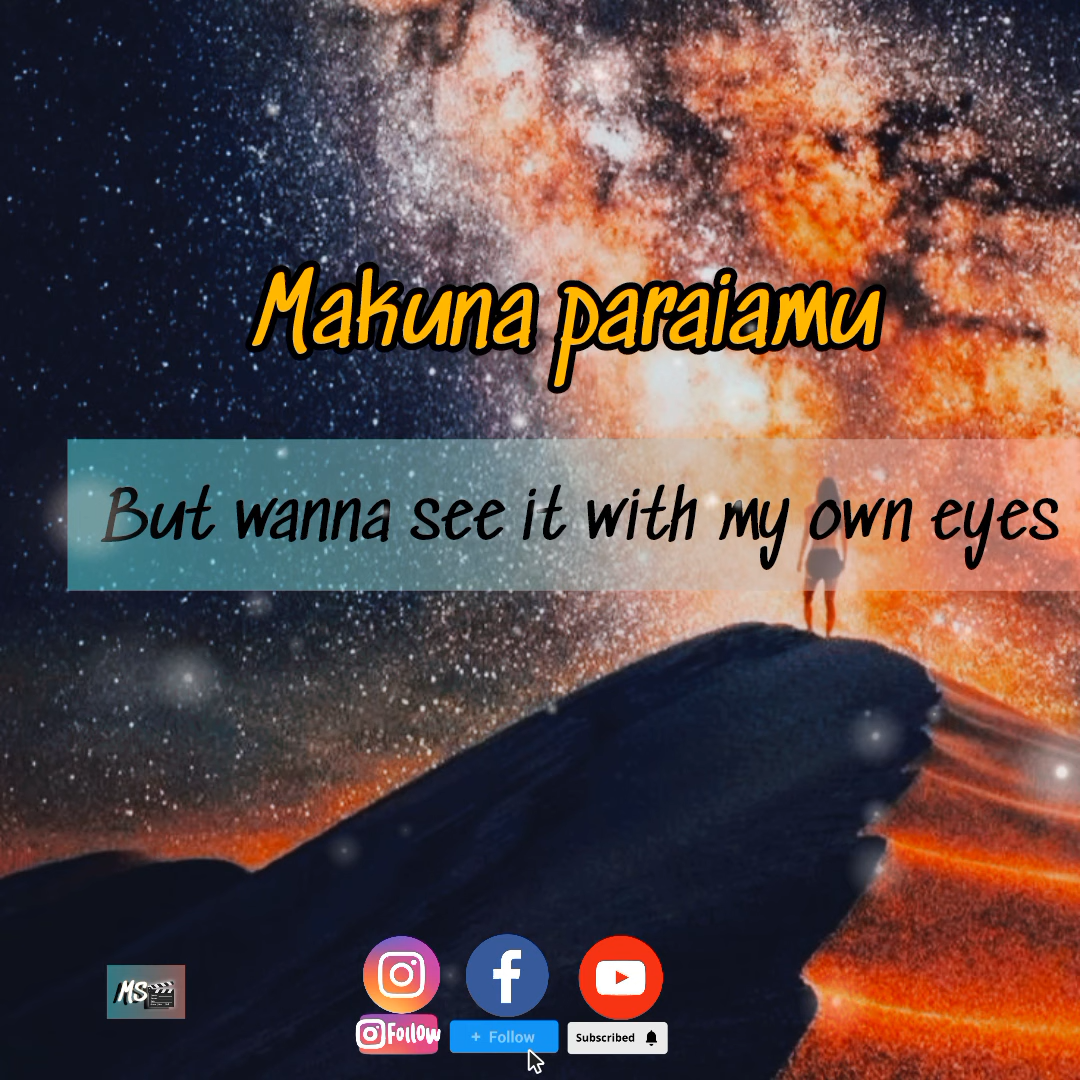 Makuna paraiamu
But wanna see it with my own eyes
MS
Follow
+ Follow
Subscribed